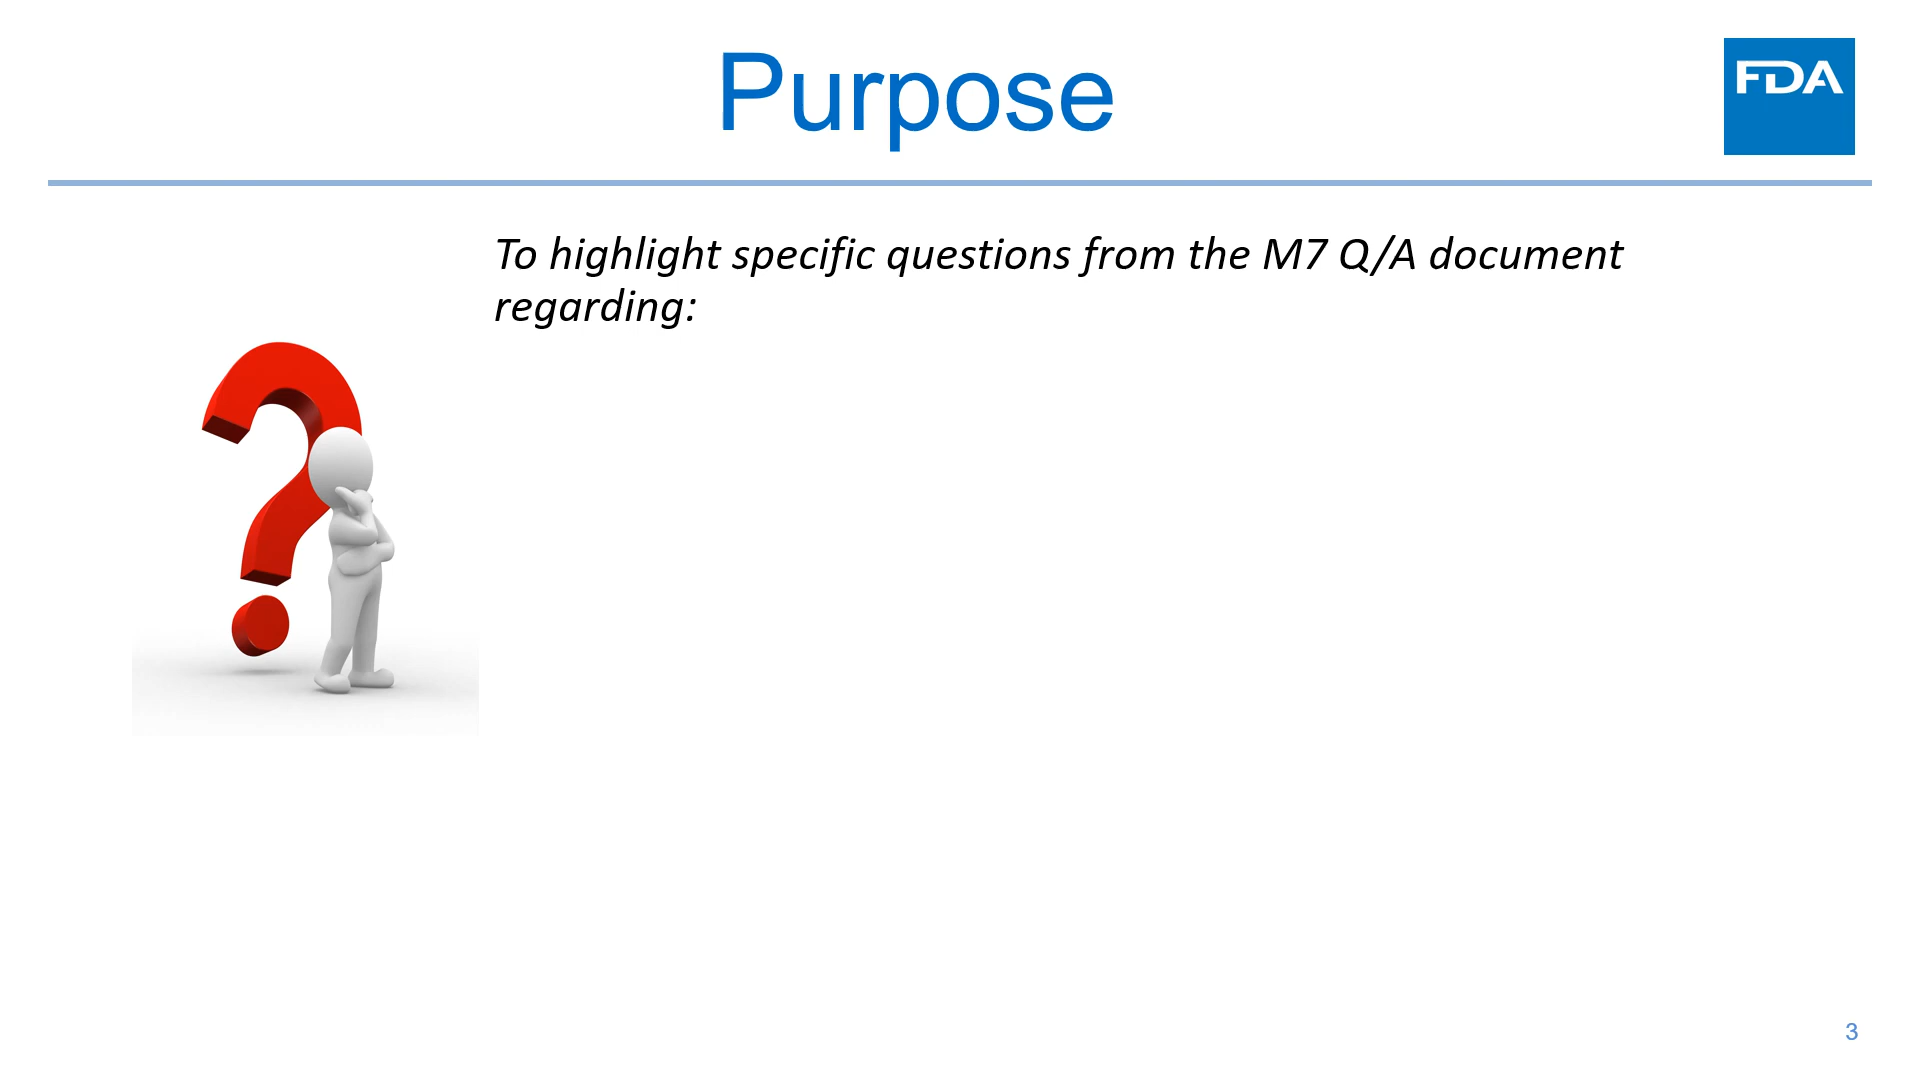 Purpose
FDA
To highlight specific questions from the M7 Q/A document
regarding:
3